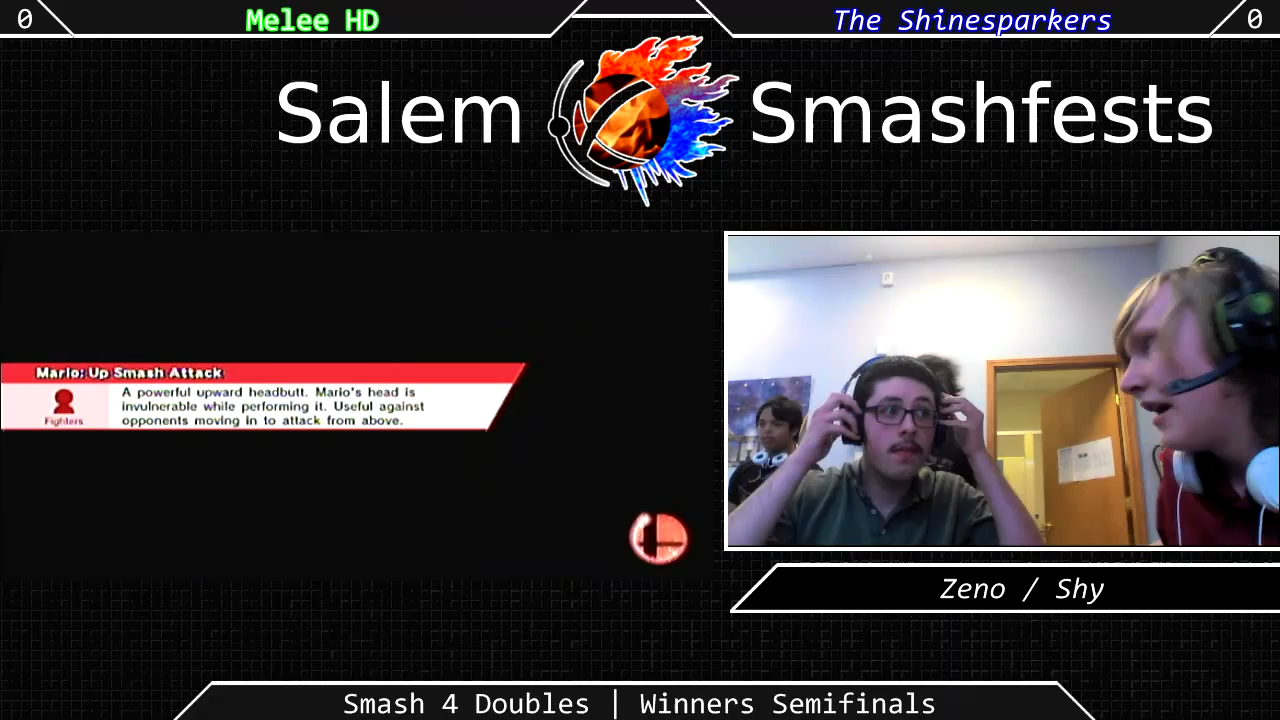 0
Melee HD
The Shinesparkers
0
Salem
Smashfests
Mario: Up Smash Attack
A powerful upward headbutt. Mario's head is
invulnerable while performing it. Useful against
opponents moving in to attack from above.
Fighters
Zeno / Shy
Smash 4 Doubles | Winners Semifinals